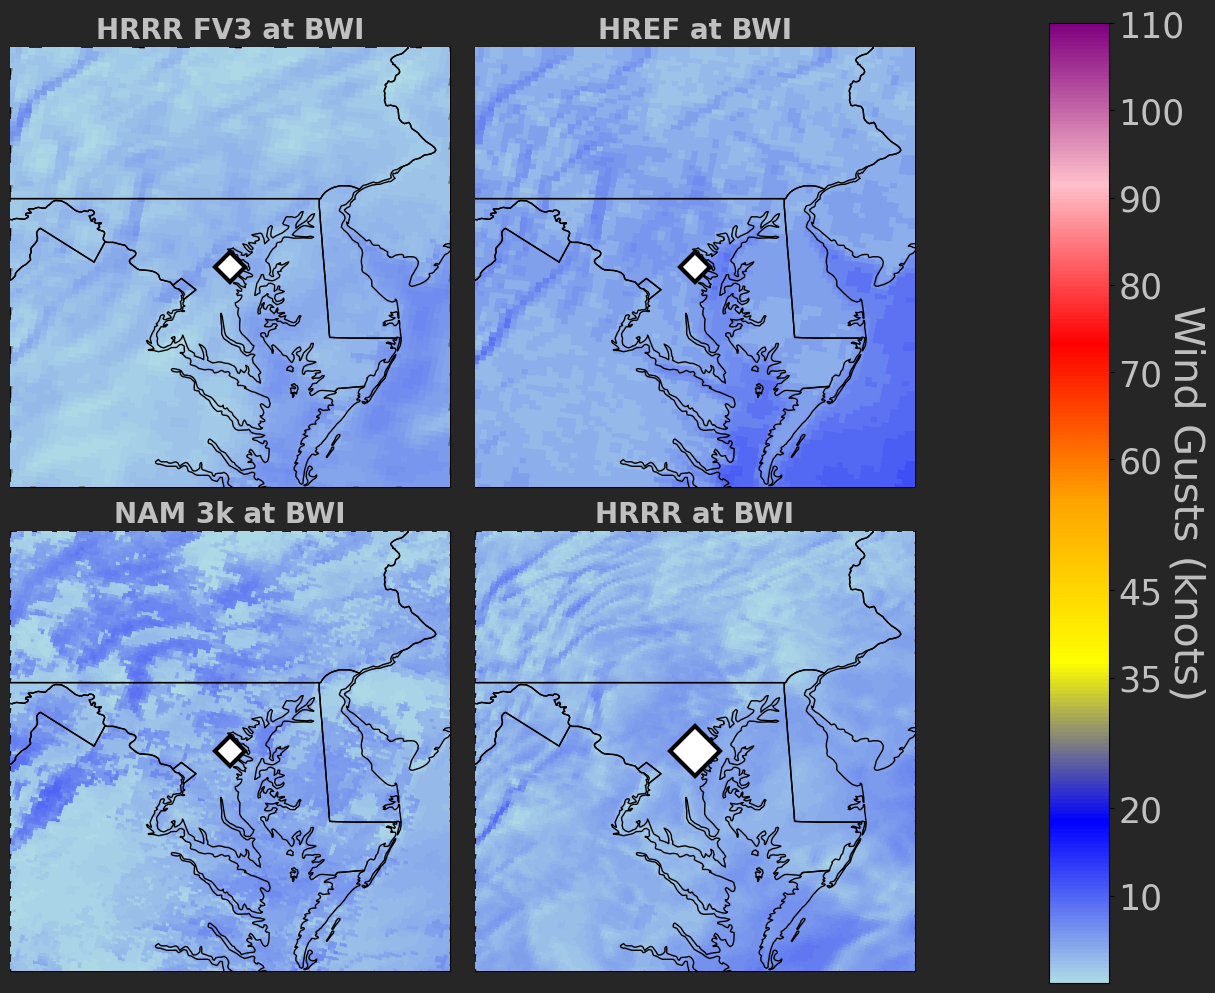 HRRR FV3 at BWI
HREF at BWI
NAM 3k at BWI
HRRR at BWI
110
100
90
80
70
60
45
35
20
10
Wind Gusts (knots)